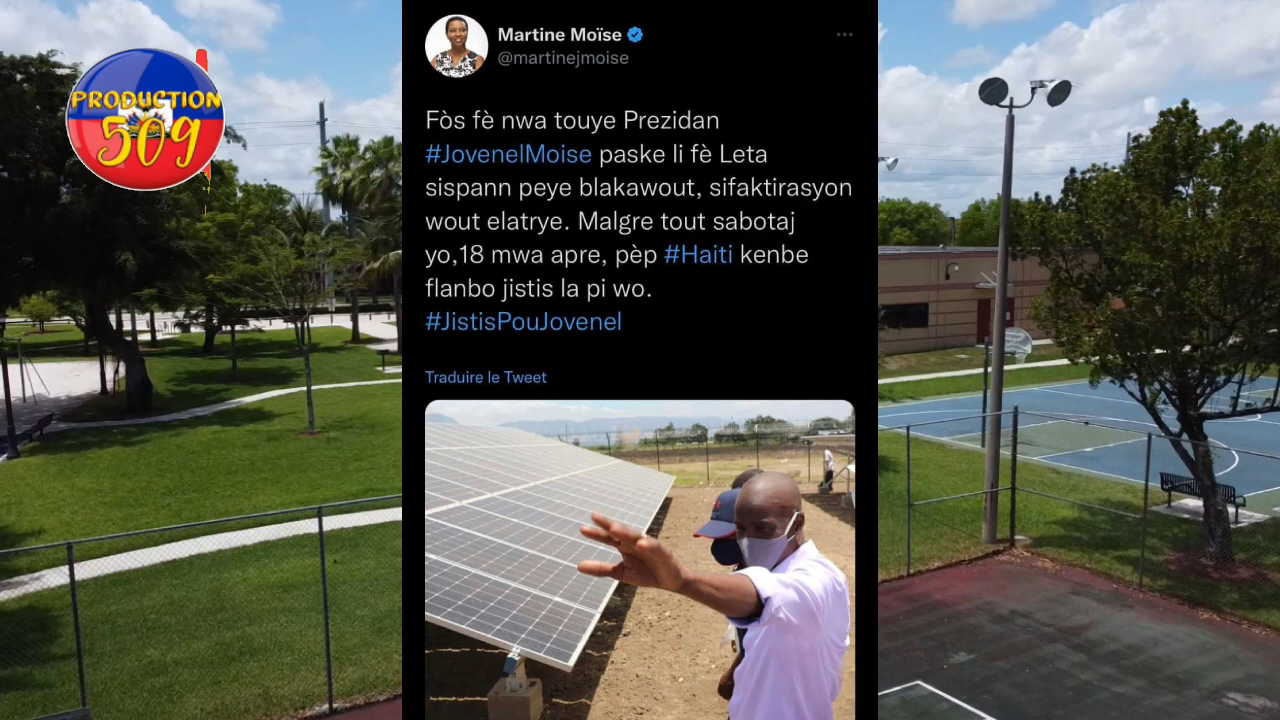 PRODUCTION
509
Martine Moïse
@martinejmoise
Fòs fè nwa touye Prezidan
#JovenelMoise paske li fè Leta
sispann peye blakawout, sifaktirasyon
wout elatrye. Malgre tout sabotaj
yo,18 mwa apre, pèp #Haiti kenbe
flanbo jistis la pi wo.
#JistisPouJovenel
Traduire le Tweet